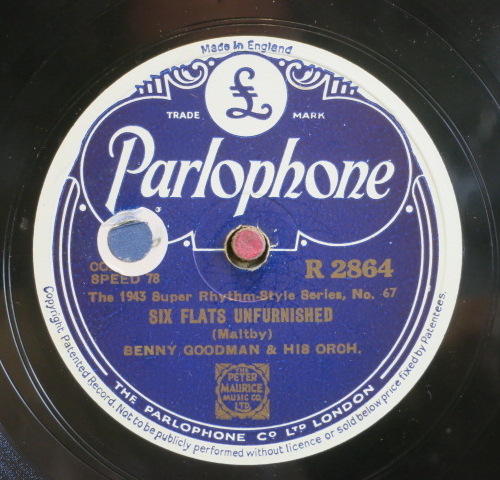 Made in England
£
TRADE MARK
Parlophone
SPEED 78
R 2864
The 1943 Super Rhythm-Style Series, No. 67
SIX FLATS UNFURNISHED
(Maltby)
BENNY GOODMAN & HIS ORCH.
THE
PETER
MAURICE
MUSIC CO.
LTD
THE PARLOPHONE Co LTD LONDON
Copyright Patented Record. Not to be publicly performed without licence or sold below price fixed by Patentees.